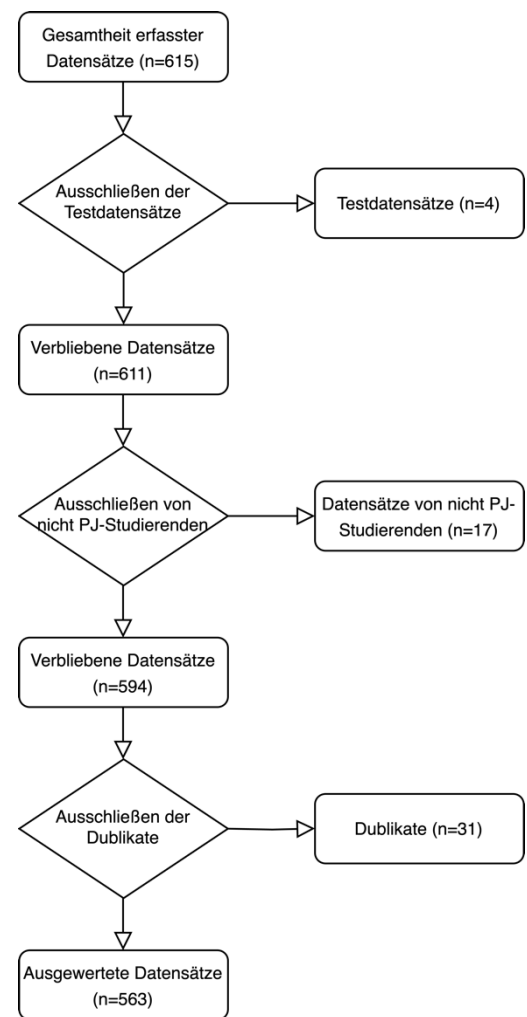 Gesamtheit erfasster
Datensätze (n=615)
Ausschließen der
Testdatensätze
Testdatensätze (n=4)
Verbliebene Datensätze
(n=611)
Ausschließen von
nicht PJ-Studierenden
Datensätze von nicht PJ-
Studierenden (n=17)
Verbliebene Datensätze
(n=594)
Ausschließen der
Dublikate
Dublikate (n=31)
Ausgewertete Datensätze
(n=563)